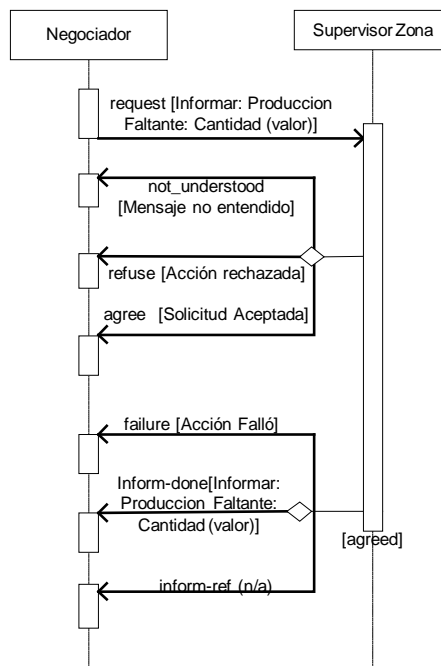 Negociador
Supervisor Zona
request [Informar: Produccion
Faltante: Cantidad (valor)]
not_understood
[Mensaje no entendido]
refuse [Acción rechazada]
agree [Solicitud Aceptada]
failure [Acción Falló]
Inform-done[Informar:
Produccion Faltante:
Cantidad (valor)]
[agreed]
inform-ref (n/a)